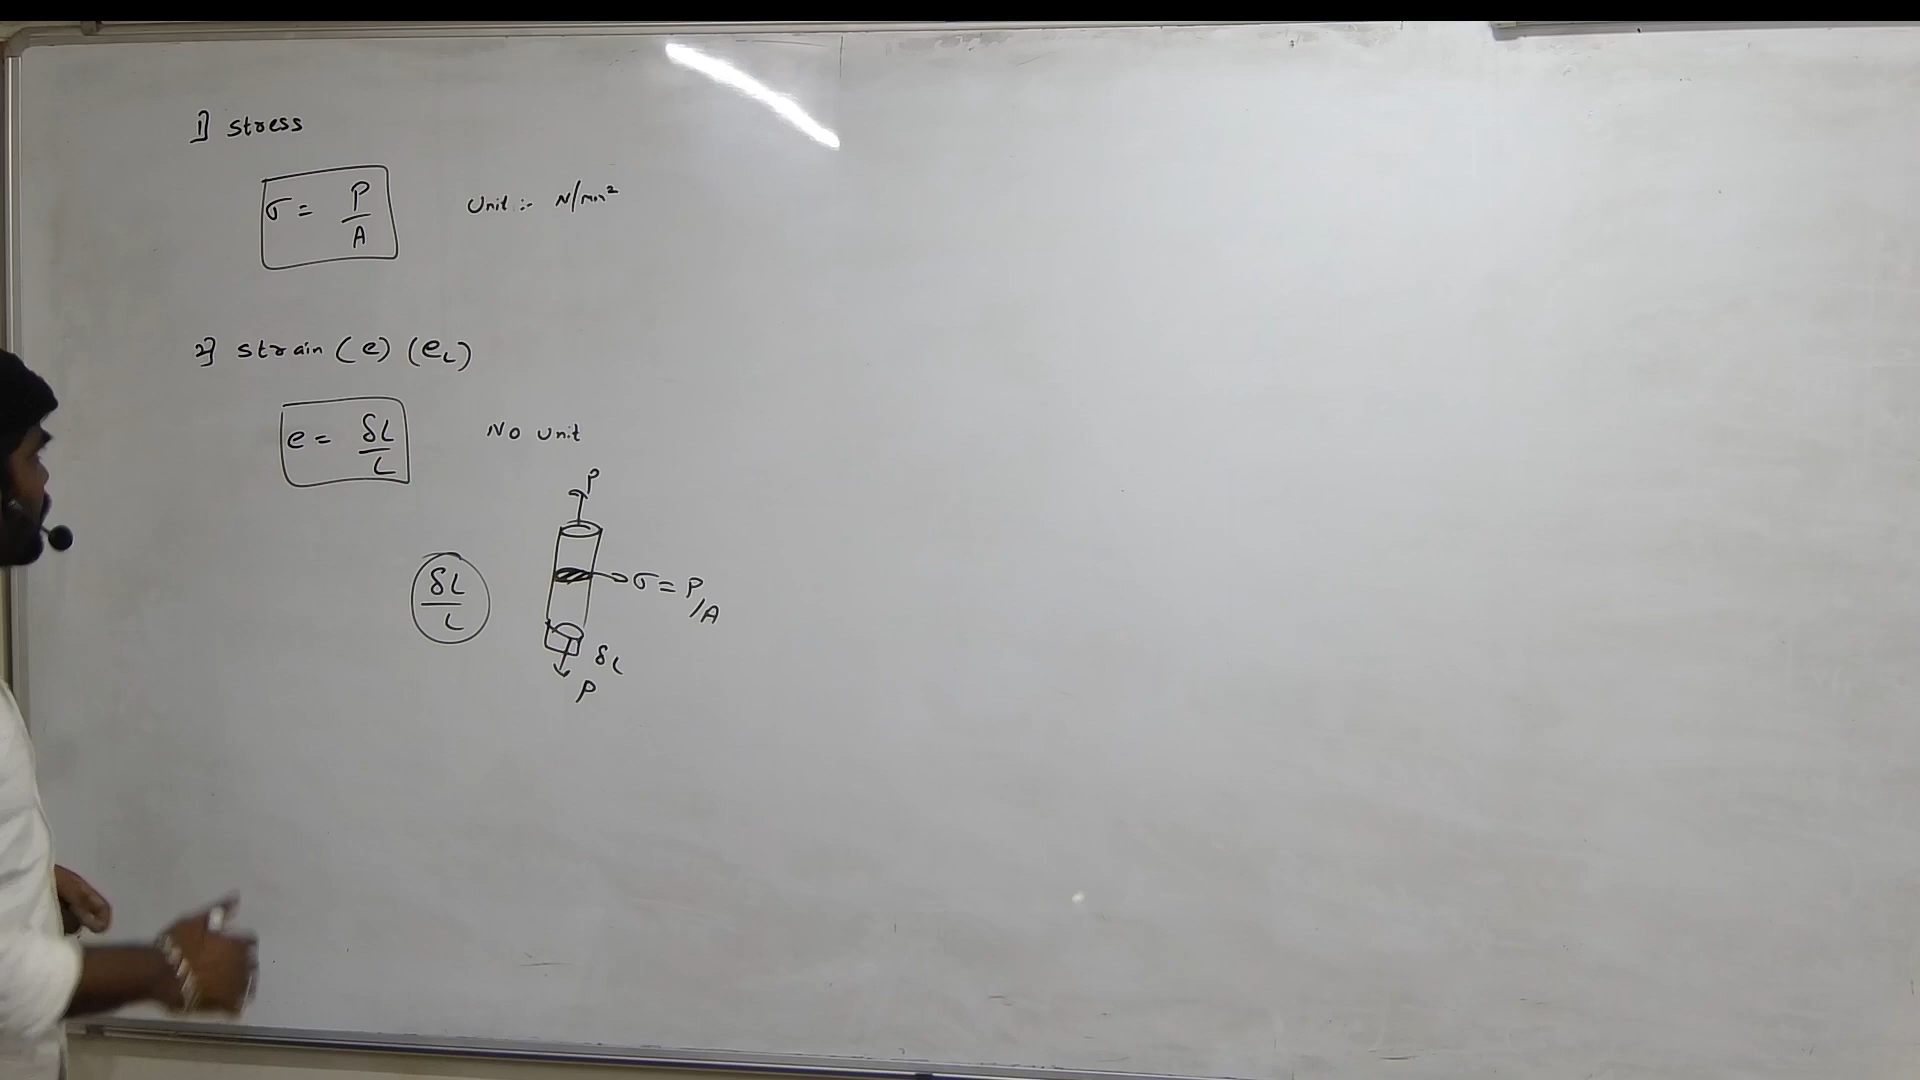 1] Stress
σ = P/A
Unit :- N/mm²
2] Strain (e) (eL)
e = δL/L
No Unit
P
δL/L
σ = P/A
δL
P